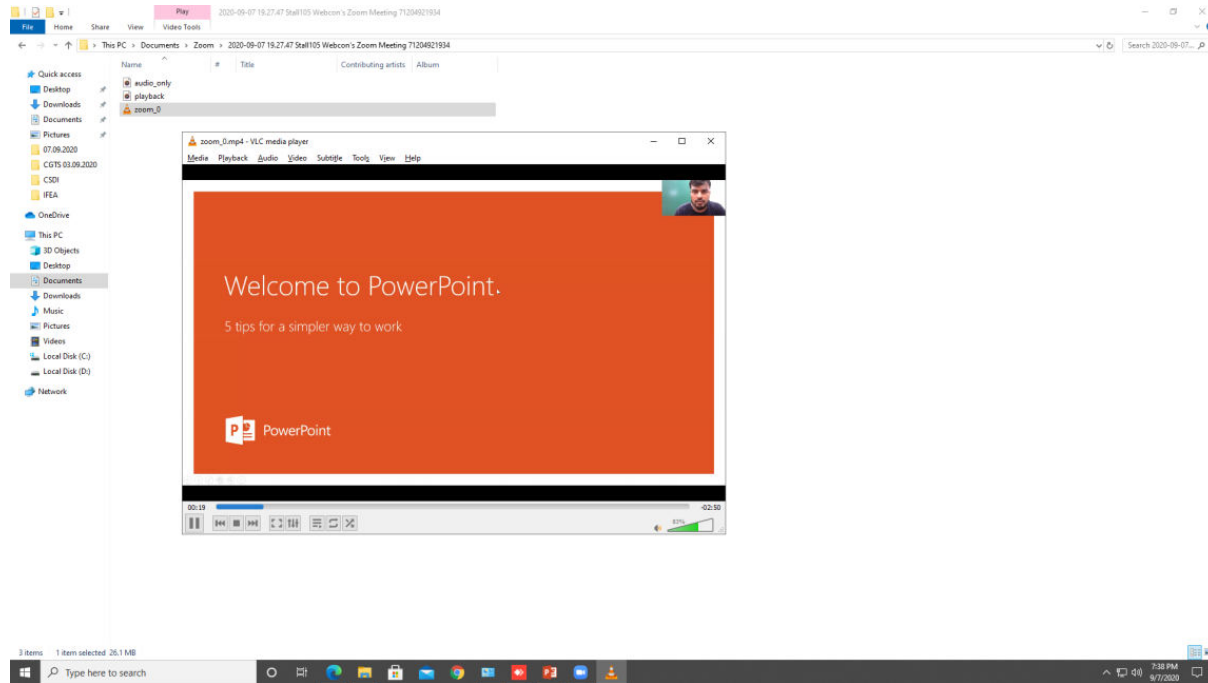 Play
2020-09-07 19.27.47 Stall105 Webcon's Zoom Meeting 71204921934
File Home Share View Video Tools
This PC > Documents > Zoom > 2020-09-07 19.27.47 Stall105 Webcon's Zoom Meeting 71204921934
Search 2020-09-07...
Name # Title Contributing artists Album
Quick access
Desktop
Downloads
Documents
Pictures
07.09.2020
CGTS 03.09.2020
CSDI
IFEA
OneDrive
This PC
3D Objects
Desktop
Documents
Downloads
Music
Pictures
Videos
Local Disk (C:)
Local Disk (D:)
Network
audio_only
playback
zoom_0
zoom_0.mp4 - VLC media player
Media Playback Audio Video Subtitle Tools View Help
Welcome to PowerPoint.
5 tips for a simpler way to work
P PowerPoint
00:19 -02:50
87%
3 items 1 item selected 26.1 MB
Type here to search
7:38 PM
9/7/2020